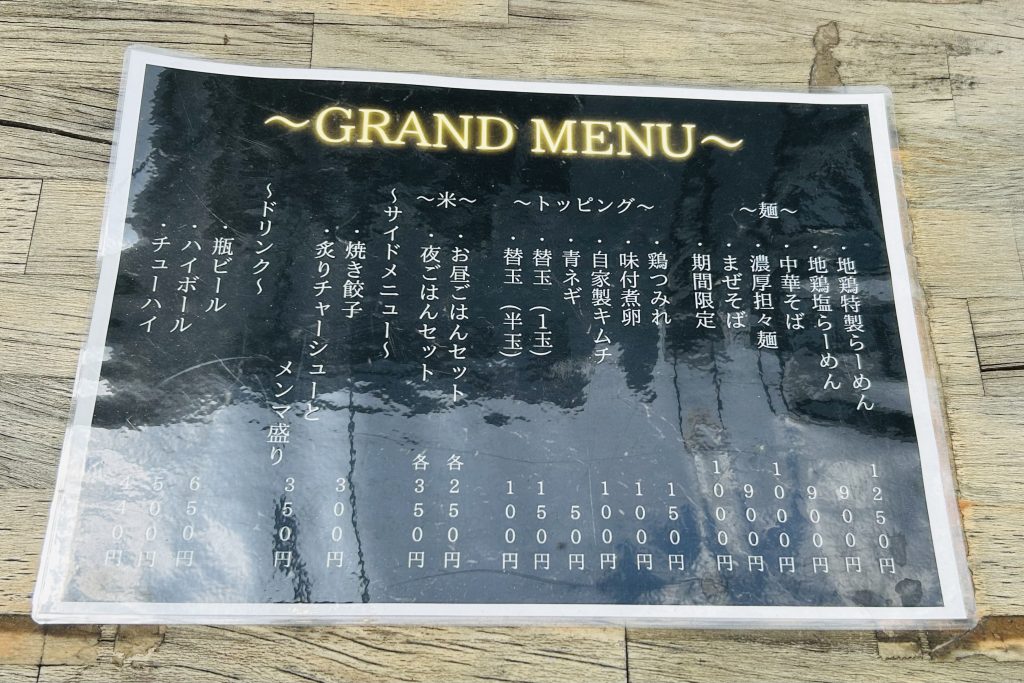 ～GRAND MENU～
～麺～
・地鶏特製らーめん 1250円
・地鶏塩らーめん 900円
・中華そば 900円
・濃厚担々麺 1000円
・まぜそば 900円
・期間限定 1000円
～トッピング～
・鶏つみれ 150円
・味付煮卵 100円
・自家製キムチ 100円
・青ネギ 50円
・替玉（1玉） 150円
・替玉（半玉） 100円
～米～
・お昼ごはんセット 各250円
・夜ごはんセット 各350円
～サイドメニュー～
・焼き餃子 300円
・炙りチャーシューと
メンマ盛り 350円
～ドリンク～
・瓶ビール 650円
・ハイボール 500円
・チューハイ 440円